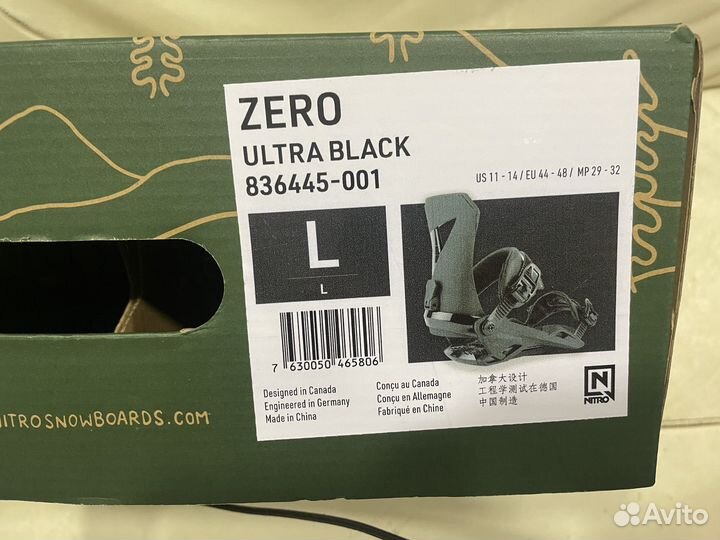 ZERO
ULTRA BLACK
836445-001
US 11 - 14 / EU 44 - 48 / MP 29 - 32
L
L
7 630050 465806
Designed in Canada
Engineered in Germany
Made in China
Conçu au Canada
Conçu en Allemagne
Fabriqué en Chine
加拿大设计
工程学测试在德国
中国制造
N
NITRO
NITROSNOWBOARDS.COM
Avito